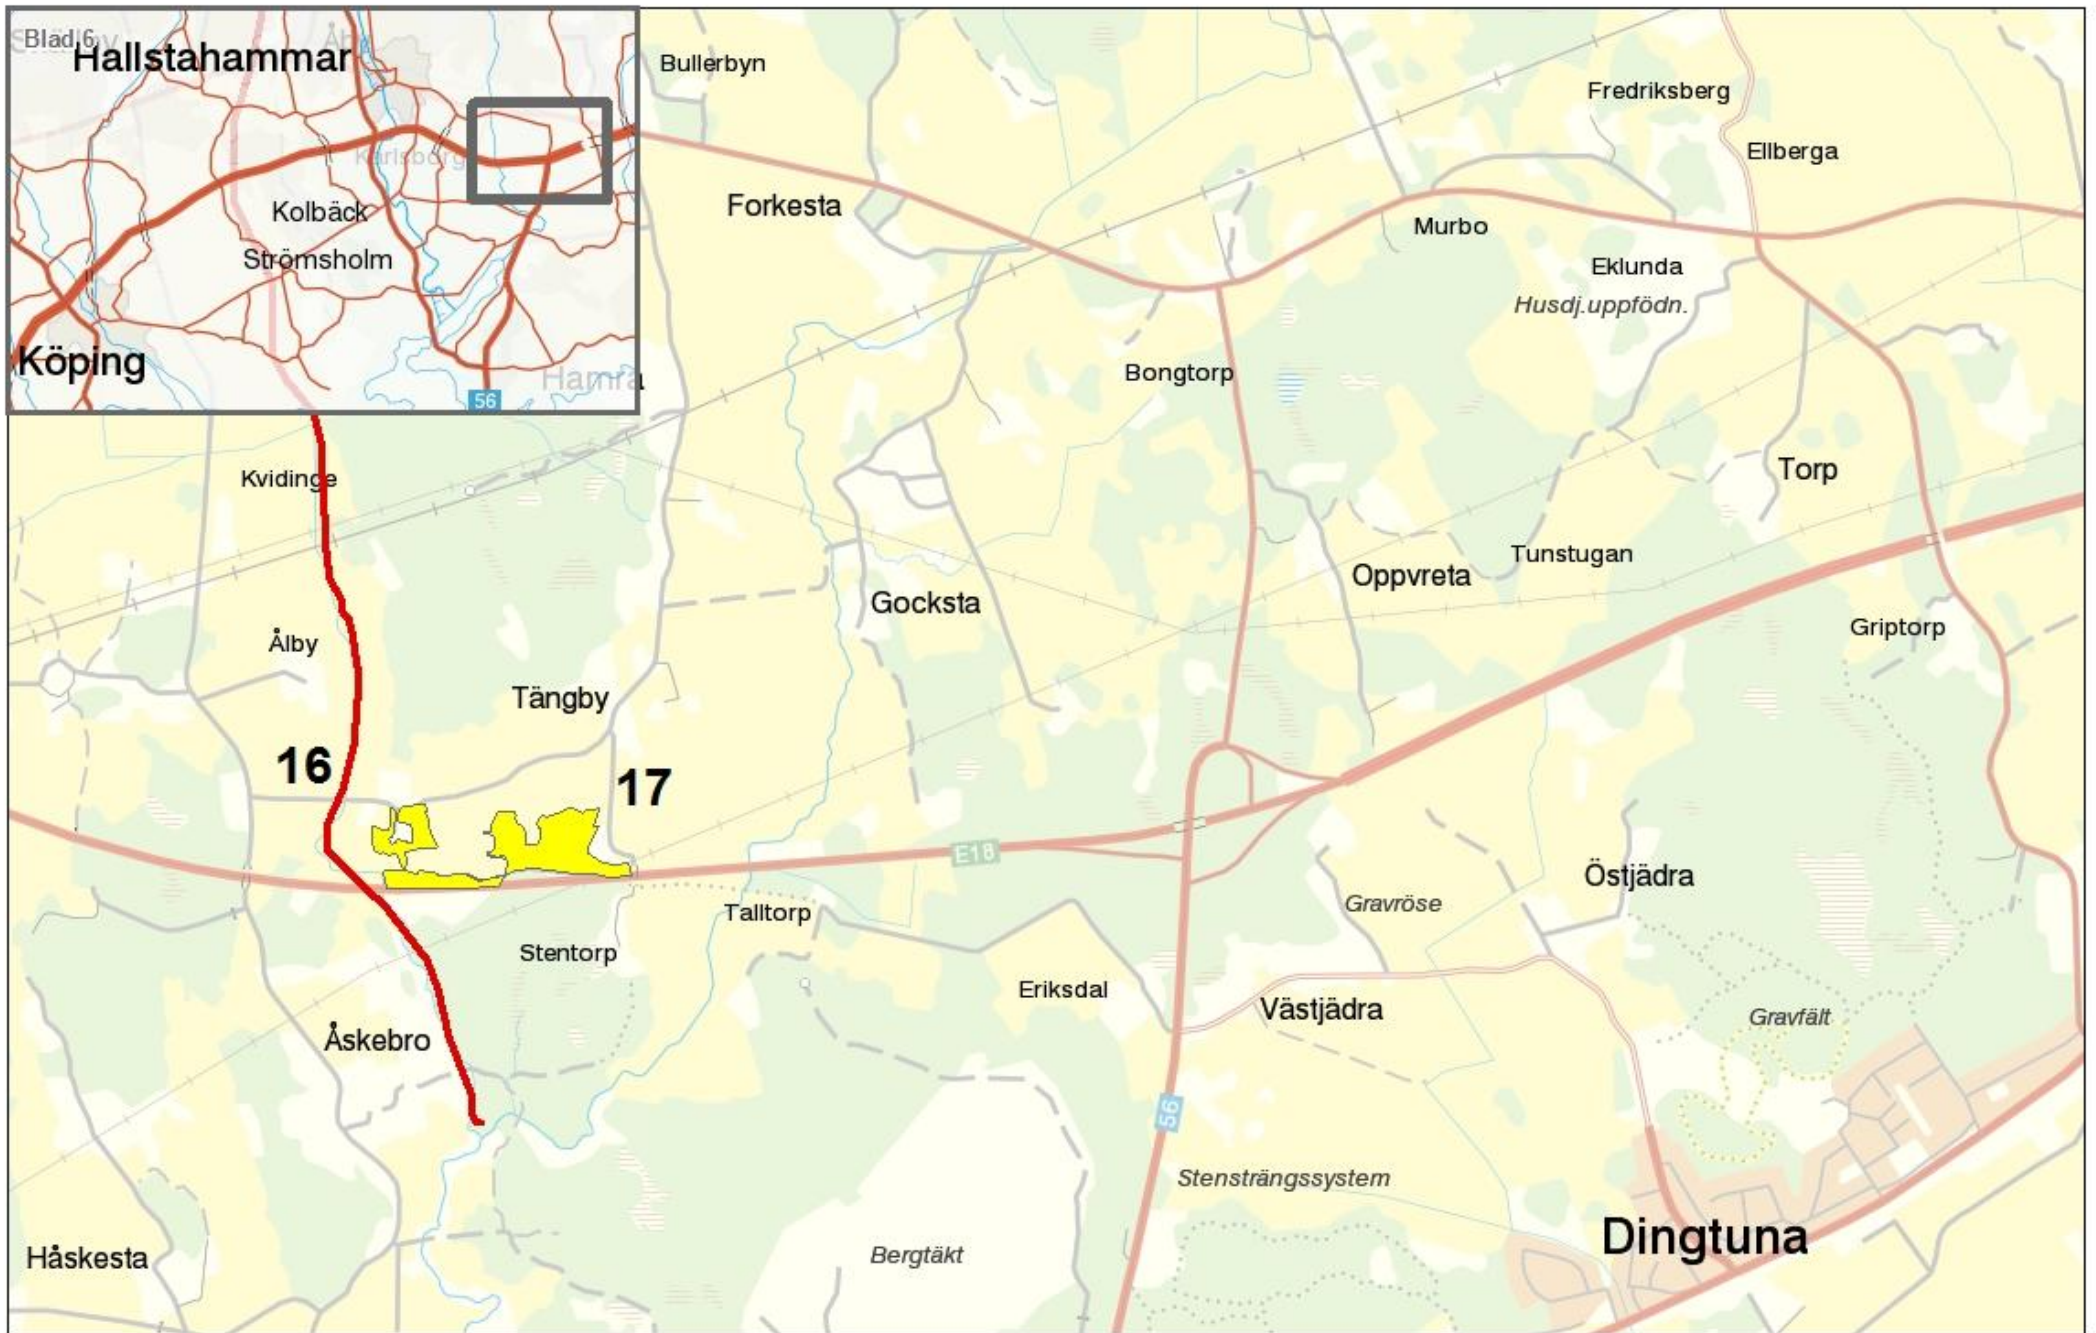 Blad 6
Hallstahammar
Karlsborg
Kolbäck
Strömsholm
Köping
Hamra
56
Bullerbyn
Fredriksberg
Ellberga
Forkesta
Murbo
Eklunda
Husdj.uppfödn.
Bongtorp
Kvidinge
Torp
Tunstugan
Oppvreta
Gocksta
Griptorp
Ålby
Tängby
16
17
E18
Östjädra
Gravröse
Talltorp
Stentorp
Eriksdal
Västjädra
Gravfält
Åskebro
56
Stensträngssystem
Dingtuna
Bergtäkt
Håskesta